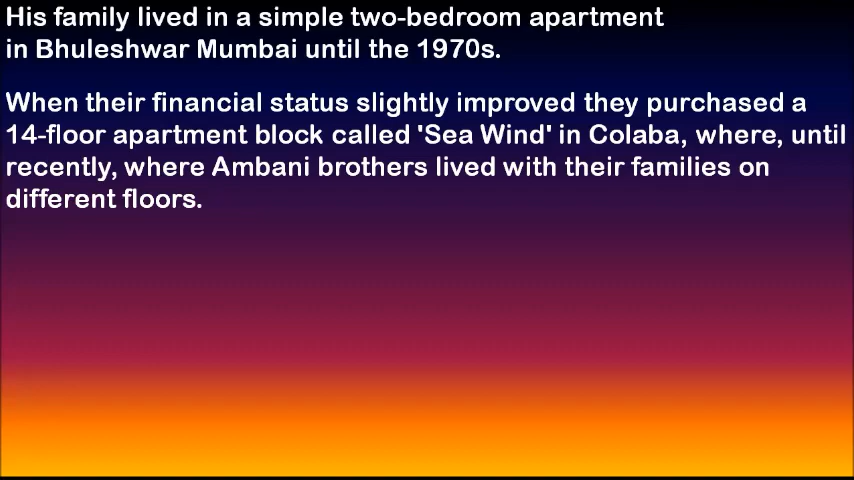 His family lived in a simple two-bedroom apartment
in Bhuleshwar Mumbai until the 1970s.
When their financial status slightly improved they purchased a
14-floor apartment block called 'Sea Wind' in Colaba, where, until
recently, where Ambani brothers lived with their families on
different floors.